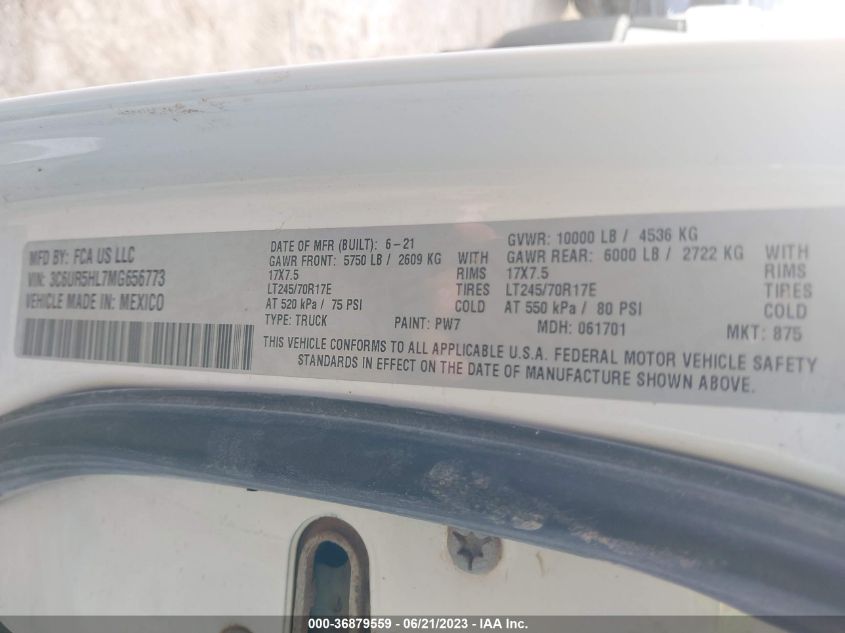 MFD BY: FCA US LLC
VIN: 3C6UR5HL7MG656773
VEHICLE MADE IN: MEXICO
DATE OF MFR (BUILT): 6-21
GAWR FRONT: 5750 LB / 2609 KG WITH
17X7.5 RIMS
LT245/70R17E TIRES
AT 520 kPa / 75 PSI COLD
TYPE: TRUCK PAINT: PW7
GVWR: 10000 LB / 4536 KG
GAWR REAR: 6000 LB / 2722 KG WITH
17X7.5 RIMS
LT245/70R17E TIRES
AT 550 kPa / 80 PSI COLD
MDH: 061701 MKT: 875
THIS VEHICLE CONFORMS TO ALL APPLICABLE U.S.A. FEDERAL MOTOR VEHICLE SAFETY
STANDARDS IN EFFECT ON THE DATE OF MANUFACTURE SHOWN ABOVE.
000-36879559 - 06/21/2023 - IAA Inc.